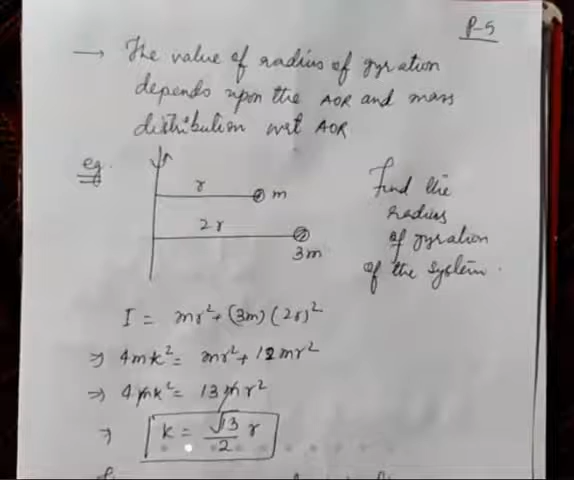 P-5
→ The value of radius of gyration
depends upon the AOR and mass
distribution wrt AOR
eg.
r m
2r
3m
Find the
radius
of gyration
of the system.
I = mr² + (3m)(2r)²
⇒ 4mk² = mr² + 12mr²
⇒ 4mk² = 13mr²
⇒ k = √13/2 r